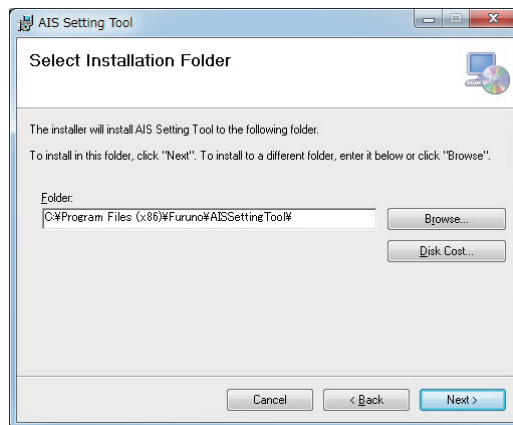 AIS Setting Tool
Select Installation Folder
The installer will install AIS Setting Tool to the following folder.
To install in this folder, click "Next". To install to a different folder, enter it below or click "Browse".
Folder:
C:¥Program Files (x86)¥Furuno¥AISSettingTool¥
Browse...
Disk Cost...
Cancel
< Back
Next >